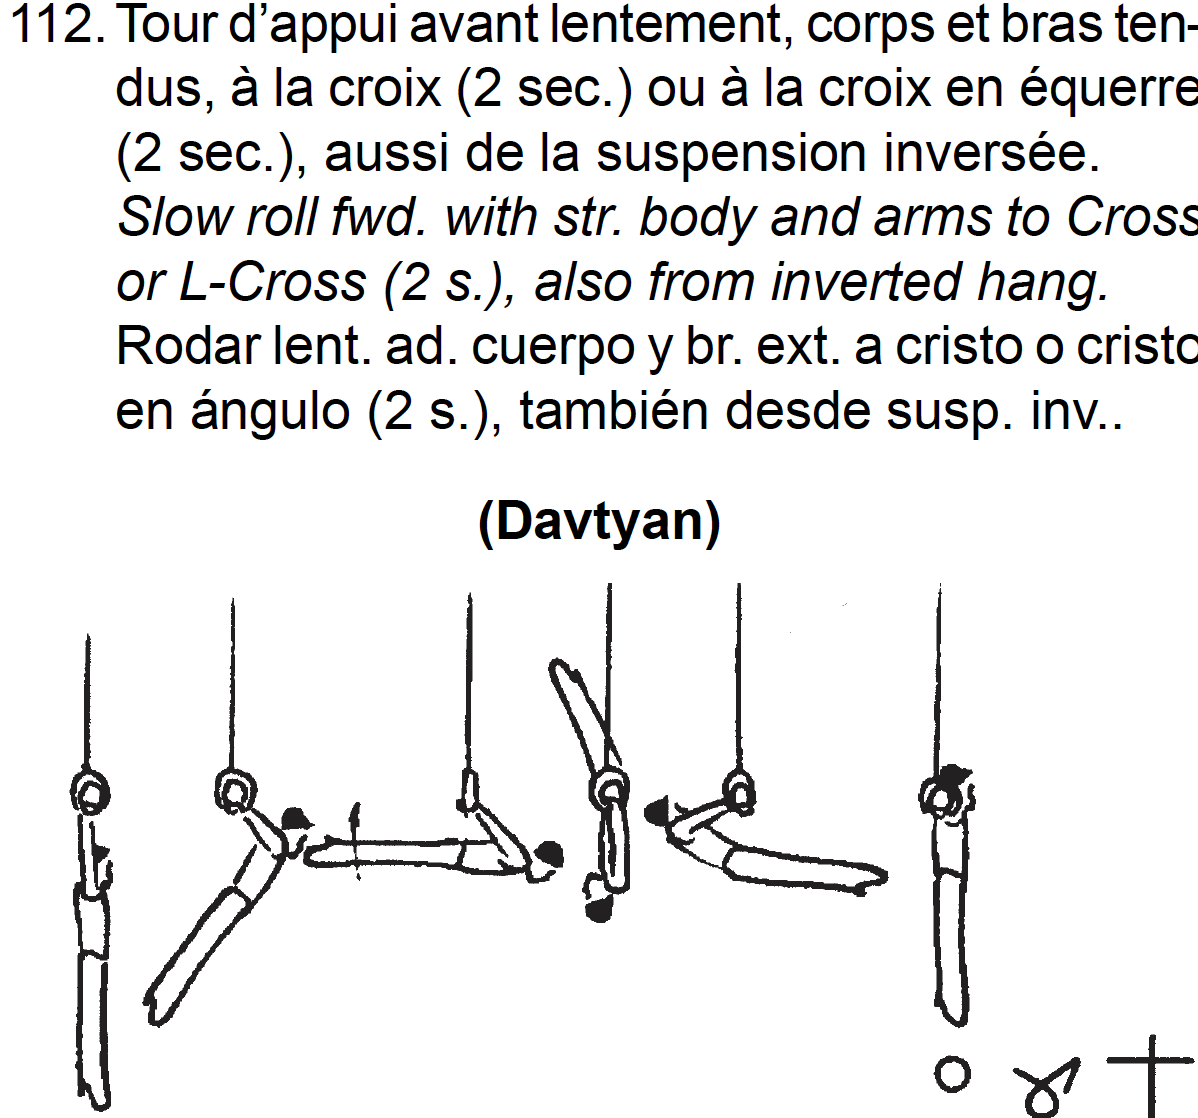 112. Tour d’appui avant lentement, corps et bras ten-
dus, à la croix (2 sec.) ou à la croix en équerre
(2 sec.), aussi de la suspension inversée.
Slow roll fwd. with str. body and arms to Cross
or L-Cross (2 s.), also from inverted hang.
Rodar lent. ad. cuerpo y br. ext. a cristo o cristo
en ángulo (2 s.), también desde susp. inv..
(Davtyan)